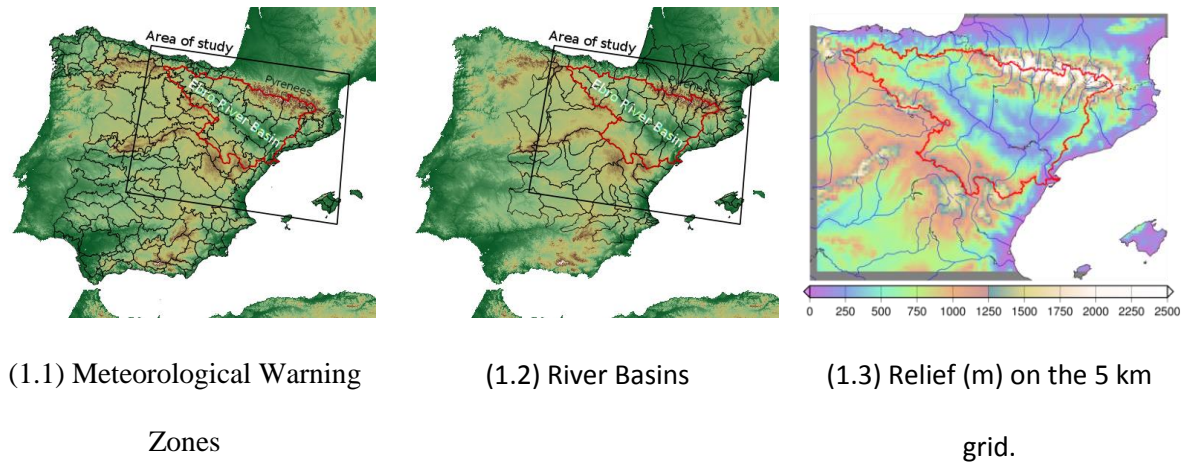 Area of study
Pyrenees
Ebro River Basin
Area of study
Pyrenees
Ebro River Basin
0 250 500 750 1000 1250 1500 1750 2000 2250 2500
(1.1) Meteorological Warning
Zones
(1.2) River Basins
(1.3) Relief (m) on the 5 km
grid.